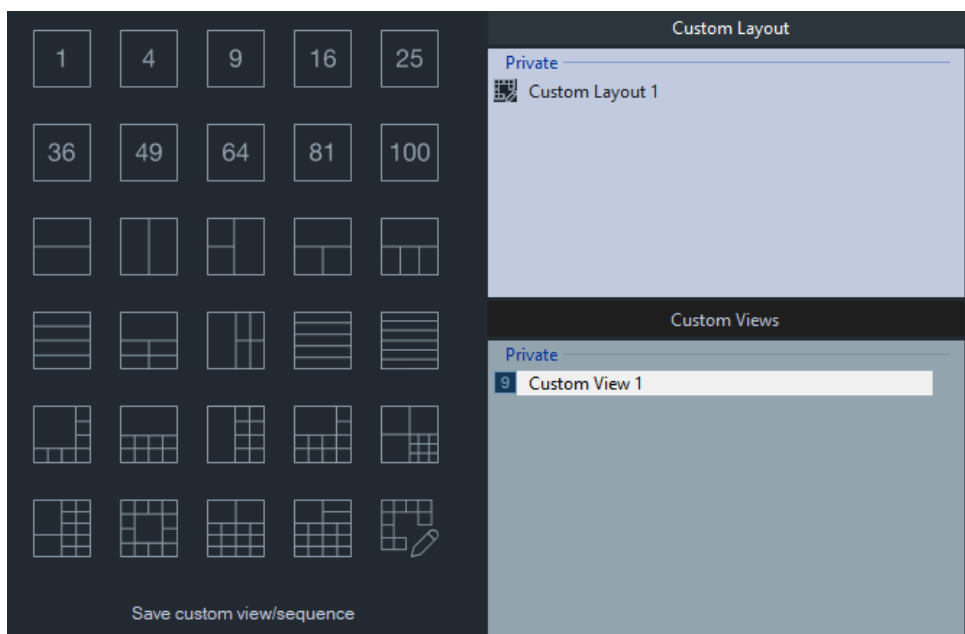 1 4 9 16 25
36 49 64 81 100
Save custom view/sequence
Custom Layout
Private
Custom Layout 1
Custom Views
Private
9 Custom View 1